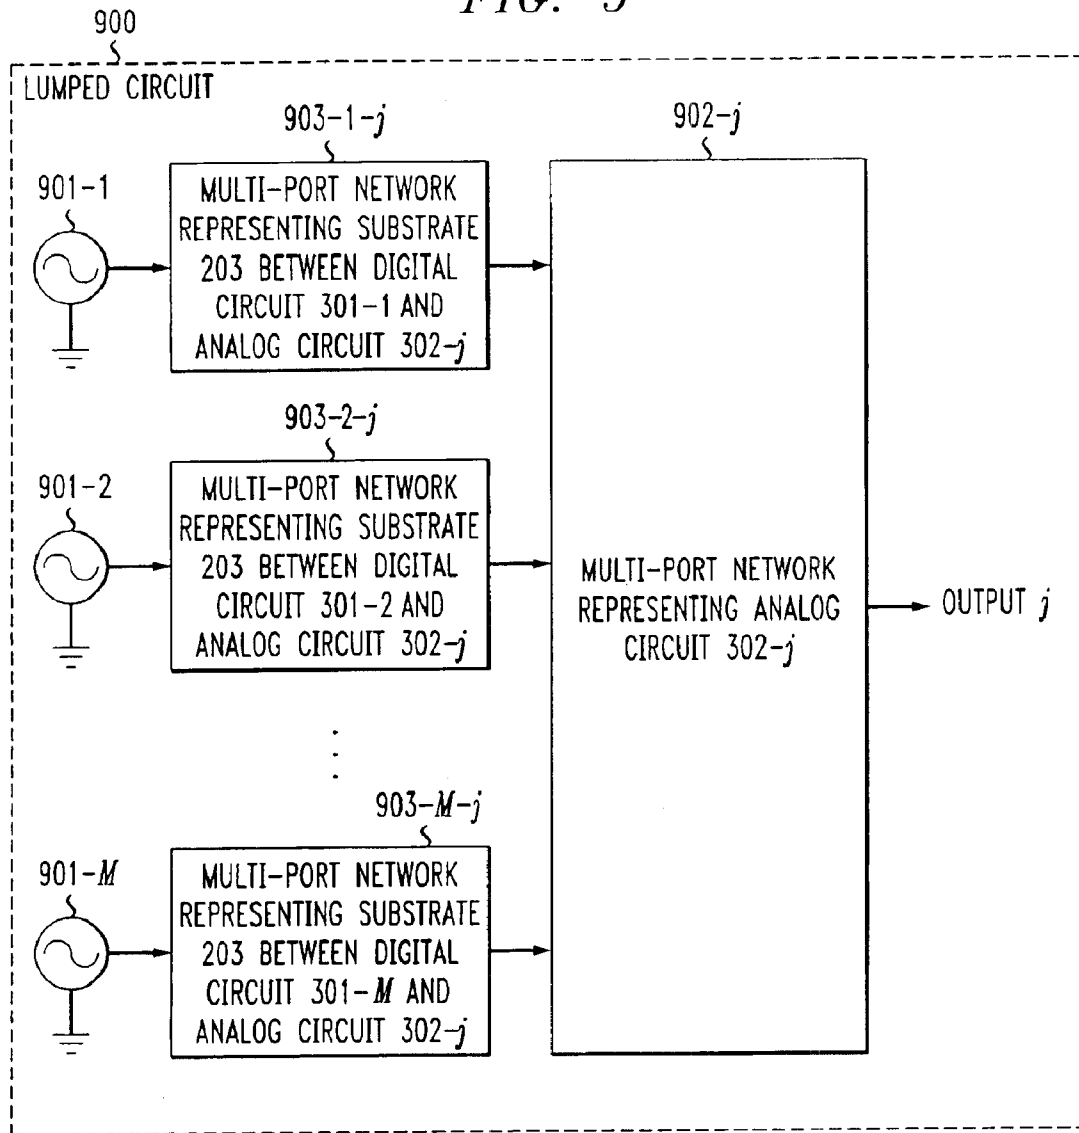 900
LUMPED CIRCUIT
903-1-j
902-j
901-1
MULTI-PORT NETWORK
REPRESENTING SUBSTRATE
203 BETWEEN DIGITAL
CIRCUIT 301-1 AND
ANALOG CIRCUIT 302-j
903-2-j
901-2
MULTI-PORT NETWORK
REPRESENTING SUBSTRATE
203 BETWEEN DIGITAL
CIRCUIT 301-2 AND
ANALOG CIRCUIT 302-j
MULTI-PORT NETWORK
REPRESENTING ANALOG
CIRCUIT 302-j
OUTPUT j
903-M-j
901-M
MULTI-PORT NETWORK
REPRESENTING SUBSTRATE
203 BETWEEN DIGITAL
CIRCUIT 301-M AND
ANALOG CIRCUIT 302-j